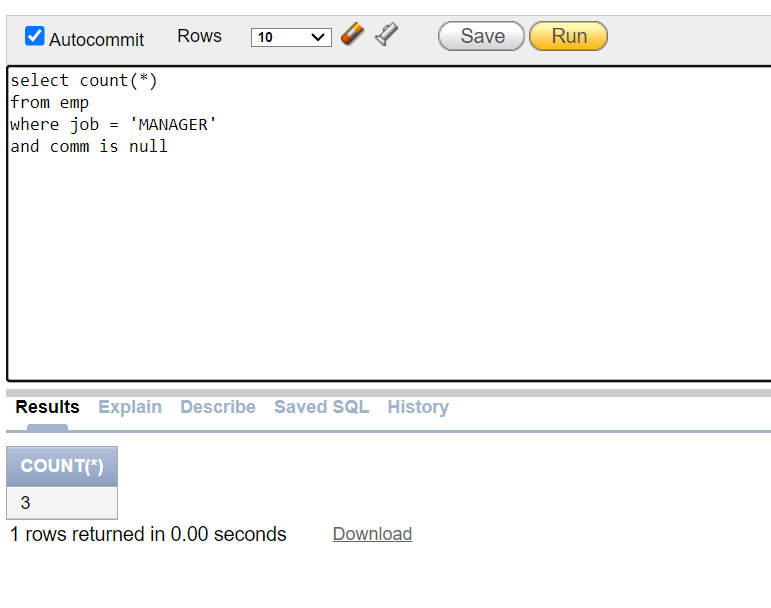 Autocommit Rows 10 Save Run
select count(*)
from emp
where job = 'MANAGER'
and comm is null
Results Explain Describe Saved SQL History
COUNT(*)
3
1 rows returned in 0.00 seconds Download